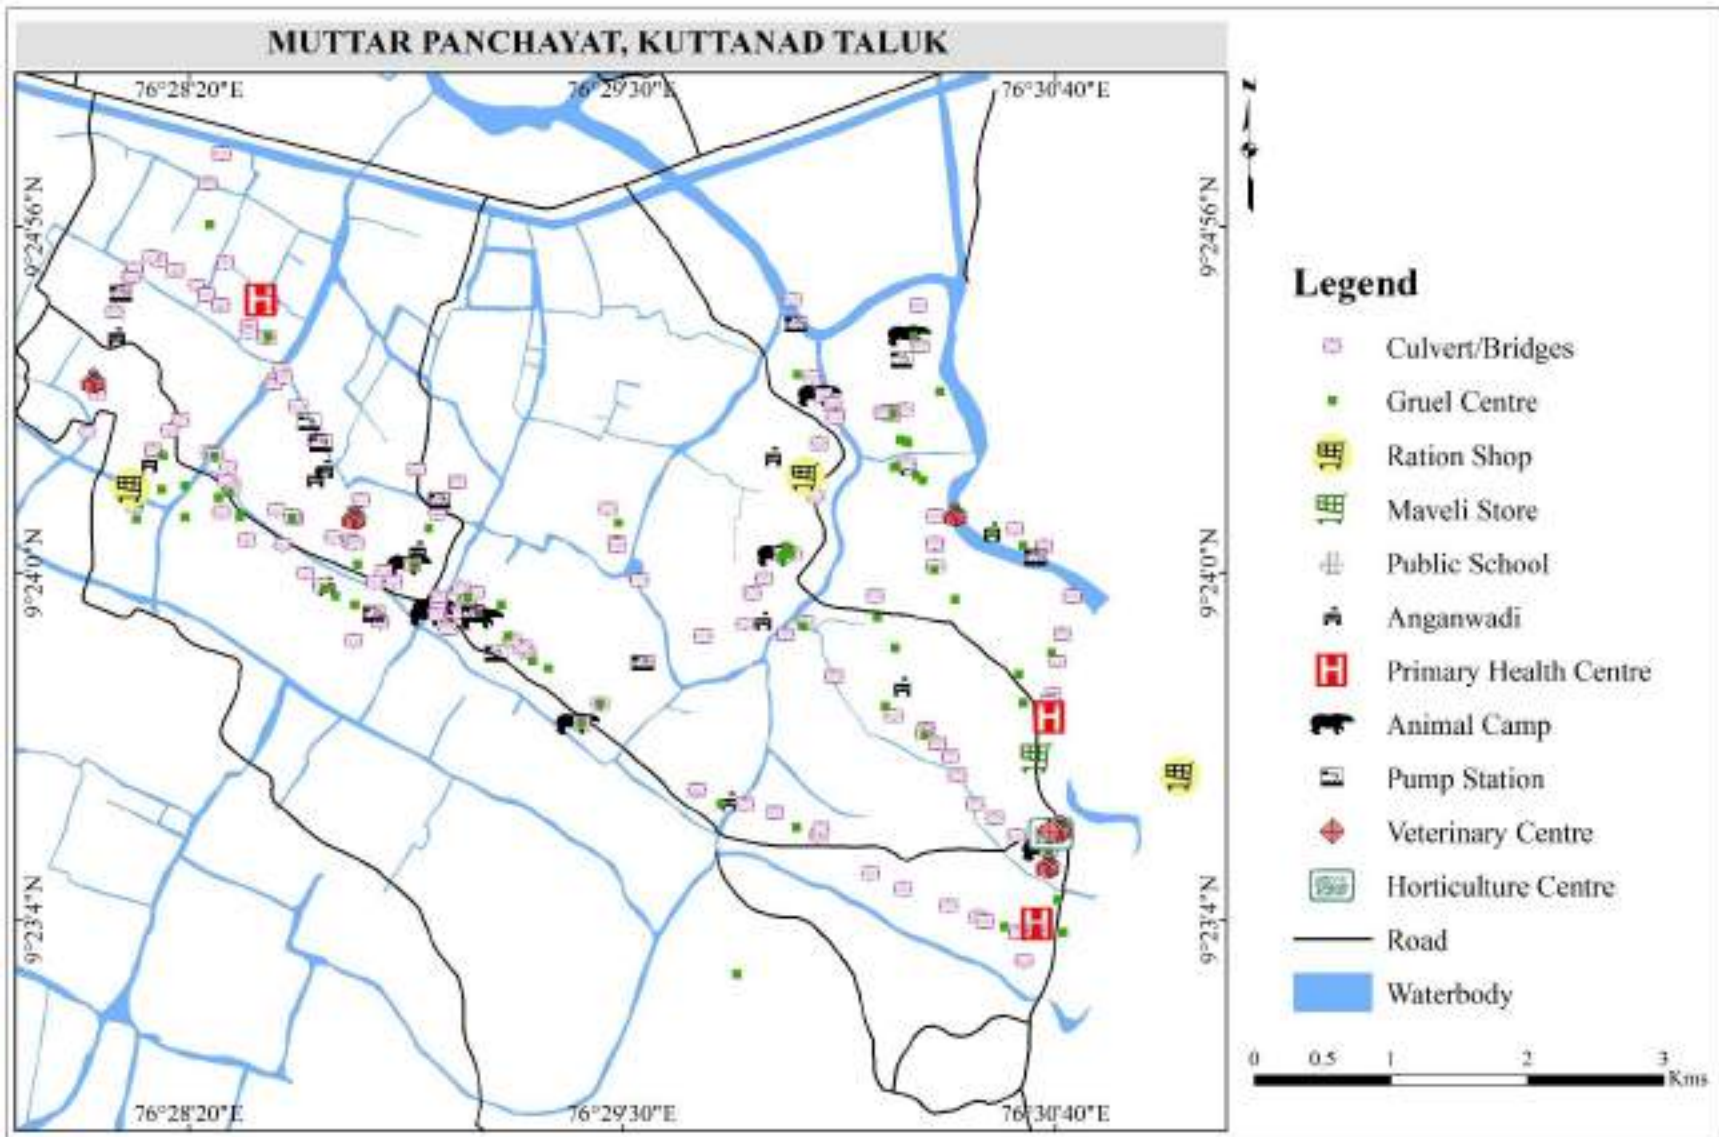 MUTTAR PANCHAYAT, KUTTANAD TALUK
76°28'20"E
76°29'30"E
76°30'40"E
9°24'56"N
9°24'56"N
9°24'0"N
9°24'0"N
9°23'4"N
9°23'4"N
76°28'20"E
76°29'30"E
76°30'40"E
N
Legend
Culvert/Bridges
Gruel Centre
Ration Shop
Maveli Store
Public School
Anganwadi
H Primary Health Centre
Animal Camp
Pump Station
Veterinary Centre
Horticulture Centre
Road
Waterbody
0 0.5 1 2 3
Kms
H
H
H